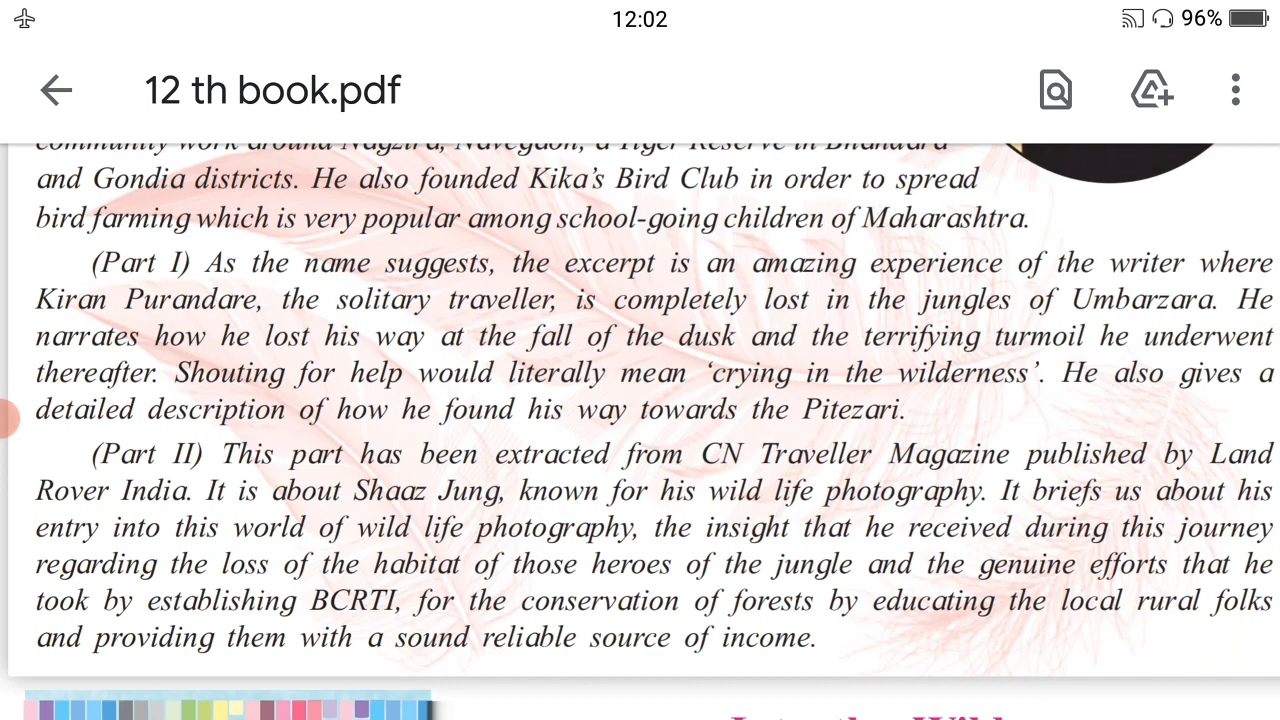 12:02
96%
12 th book.pdf
community work around Nagzira, Navegaon, a Tiger Reserve in Bhandara
and Gondia districts. He also founded Kika's Bird Club in order to spread
bird farming which is very popular among school-going children of Maharashtra.
(Part I) As the name suggests, the excerpt is an amazing experience of the writer where
Kiran Purandare, the solitary traveller, is completely lost in the jungles of Umbarzara. He
narrates how he lost his way at the fall of the dusk and the terrifying turmoil he underwent
thereafter. Shouting for help would literally mean 'crying in the wilderness'. He also gives a
detailed description of how he found his way towards the Pitezari.
(Part II) This part has been extracted from CN Traveller Magazine published by Land
Rover India. It is about Shaaz Jung, known for his wild life photography. It briefs us about his
entry into this world of wild life photography, the insight that he received during this journey
regarding the loss of the habitat of those heroes of the jungle and the genuine efforts that he
took by establishing BCRTI, for the conservation of forests by educating the local rural folks
and providing them with a sound reliable source of income.